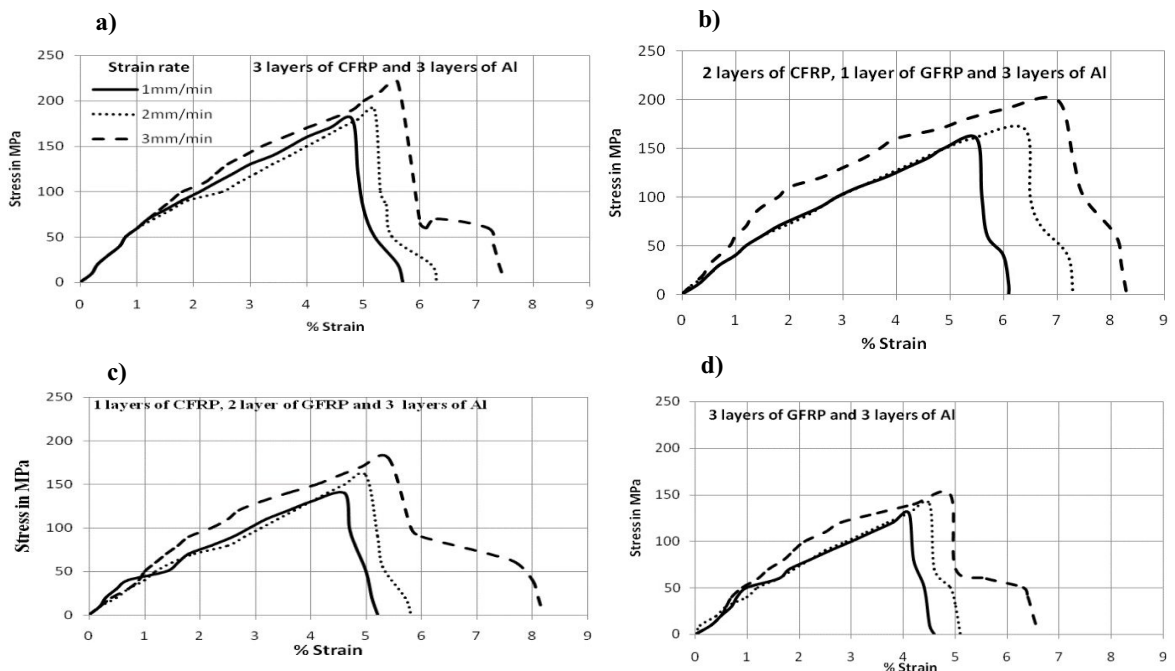 a)
250
Strain rate
3 layers of CFRP and 3 layers of Al
1mm/min
200
2mm/min
150
3mm/min
100
50
0
Stress in MPa
0 1 2 3 4 5 6 7 8 9
% Strain
b)
250
2 layers of CFRP, 1 layer of GFRP and 3 layers of Al
200
150
100
50
0
Stress in MPa
0 1 2 3 4 5 6 7 8 9
% Strain
c)
250
1 layers of CFRP, 2 layer of GFRP and 3 layers of Al
200
150
100
50
0
Stress in MPa
0 1 2 3 4 5 6 7 8 9
% Strain
d)
250
3 layers of GFRP and 3 layers of Al
200
150
100
50
0
Stress in MPa
0 1 2 3 4 5 6 7 8 9
% Strain